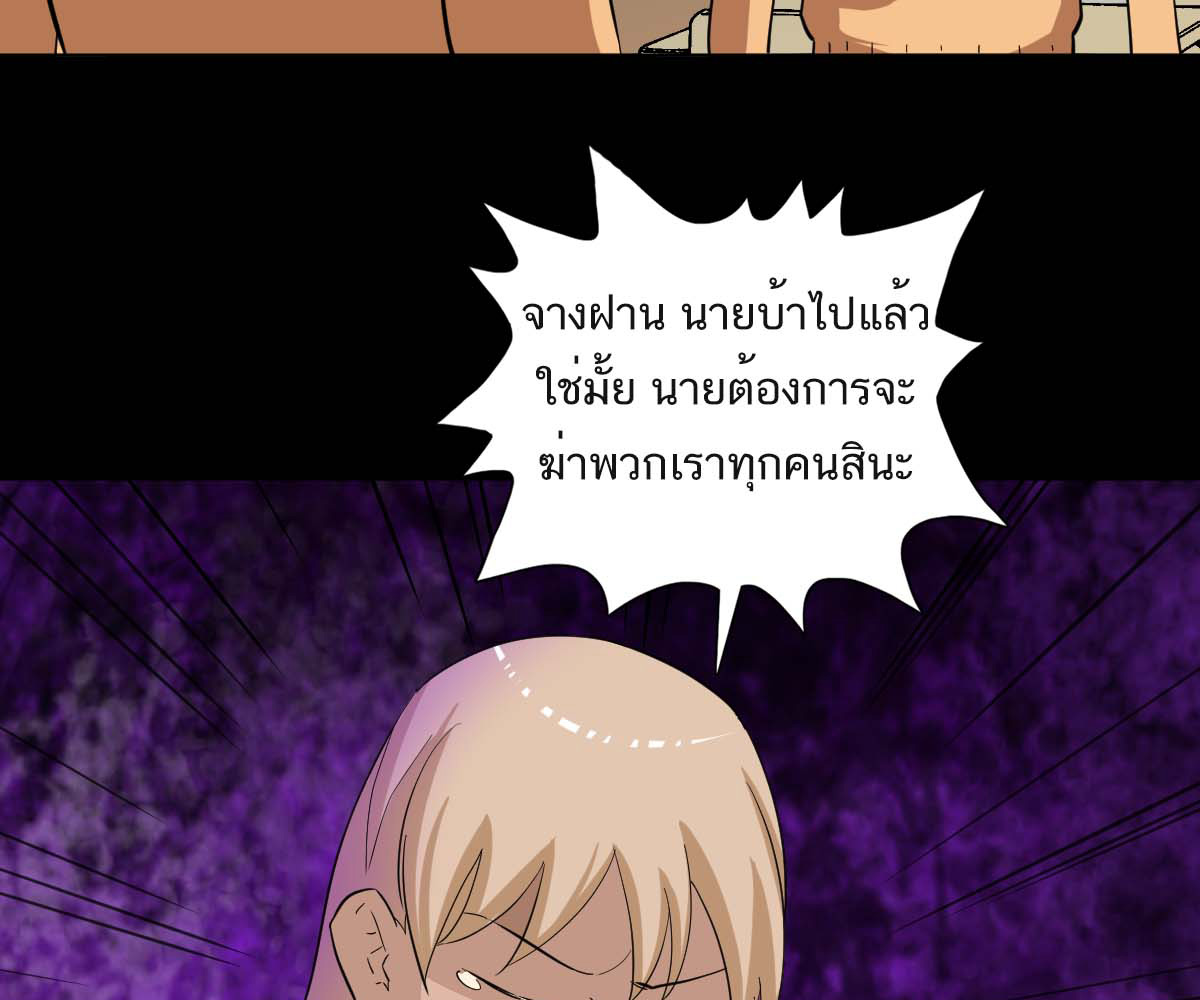 จางฝาน นายบ้าไปแล้ว
ใช่มั้ย นายต้องการจะ
ฆ่าพวกเราทุกคนสินะ